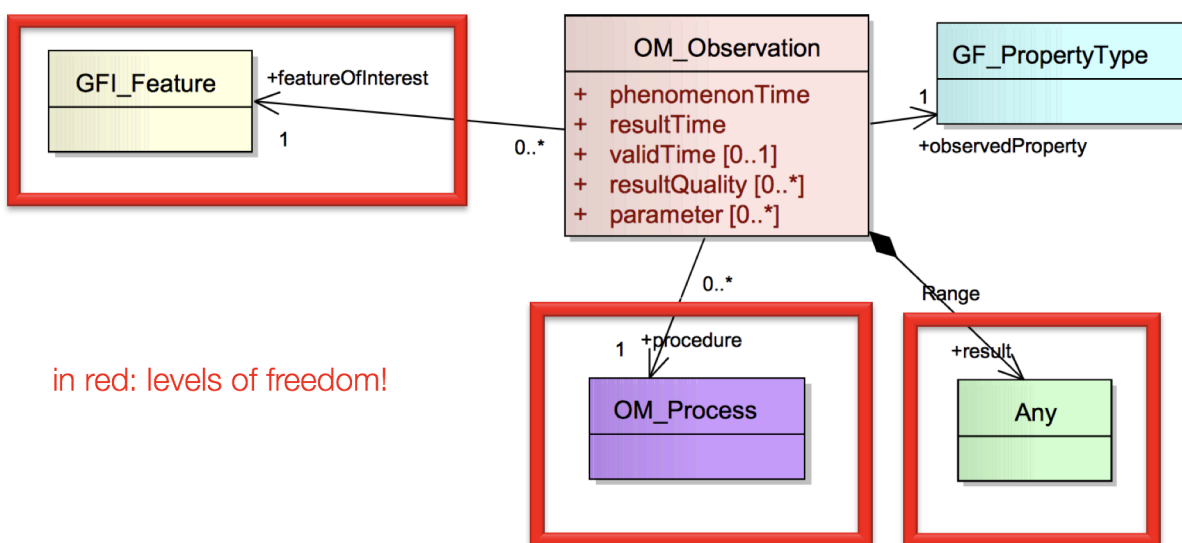 GFI_Feature
+featureOfInterest
1
0..*
OM_Observation
+ phenomenonTime
+ resultTime
+ validTime [0..1]
+ resultQuality [0..*]
+ parameter [0..*]
GF_PropertyType
1
+observedProperty
0..*
1
+procedure
OM_Process
Range
+result
Any
in red: levels of freedom!